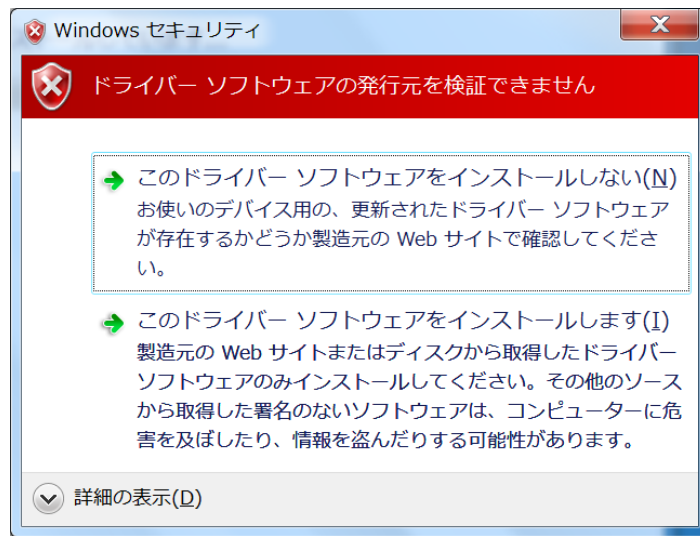 Windows セキュリティ
ドライバー ソフトウェアの発行元を検証できません
このドライバー ソフトウェアをインストールしない(N)
お使いのデバイス用の、更新されたドライバー ソフトウェア
が存在するかどうか製造元の Web サイトで確認してくださ
い。
このドライバー ソフトウェアをインストールします(I)
製造元の Web サイトまたはディスクから取得したドライバー
ソフトウェアのみインストールしてください。その他のソース
から取得した署名のないソフトウェアは、コンピューターに危
害を及ぼしたり、情報を盗んだりする可能性があります。
詳細の表示(D)